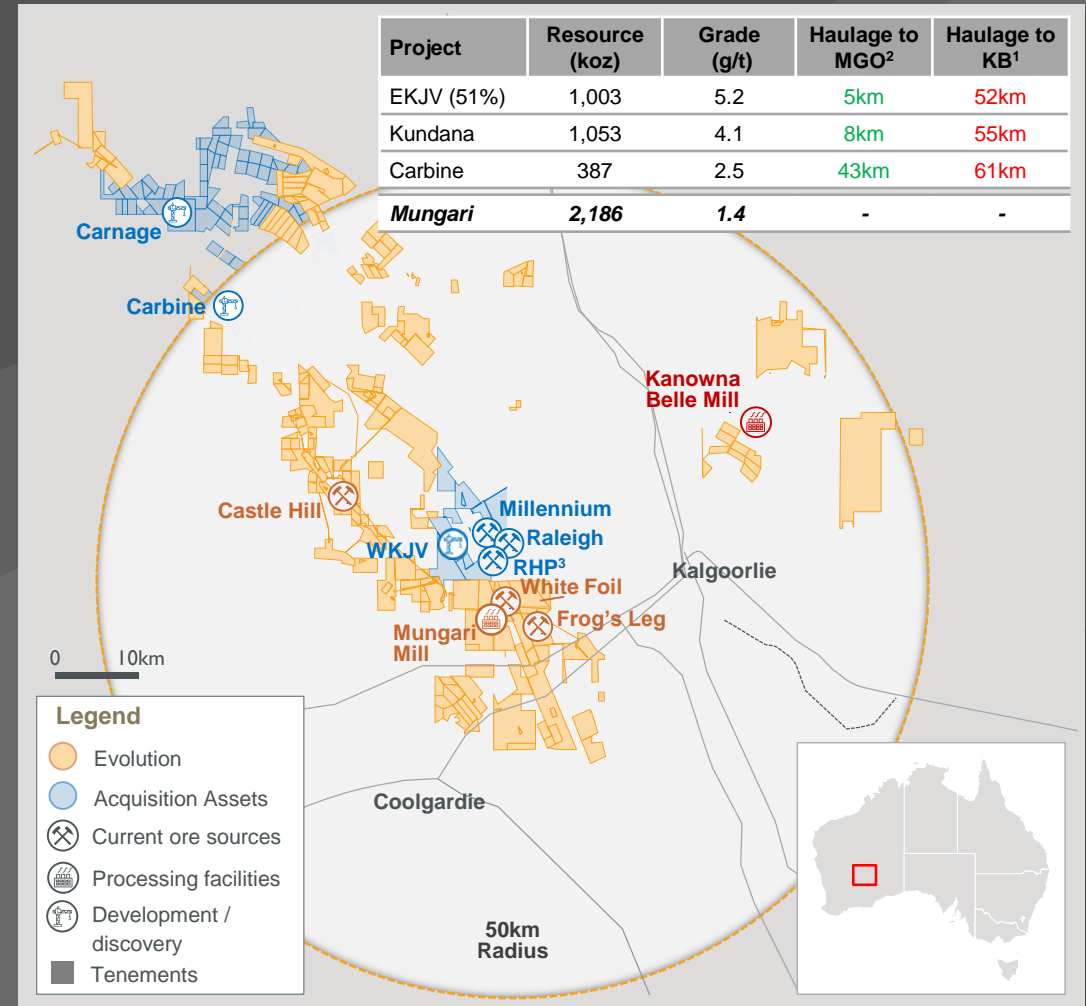 Project Resource (koz) Grade (g/t) Haulage to MGO² Haulage to KB¹
EKJV (51%) 1,003 5.2 5km 52km
Kundana 1,053 4.1 8km 55km
Carbine 387 2.5 43km 61km
Mungari 2,186 1.4 - -
Carnage
Carbine
Kanowna
Belle Mill
Castle Hill
Millennium
WKJV
Raleigh
RHP³
Kalgoorlie
White Foil
Frog's Leg
Mungari
Mill
0 10km
Coolgardie
50km
Radius
Legend
Evolution
Acquisition Assets
Current ore sources
Processing facilities
Development /
discovery
Tenements